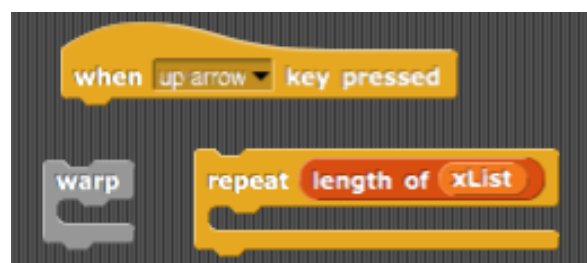 when up arrow key pressed
warp
repeat length of xList